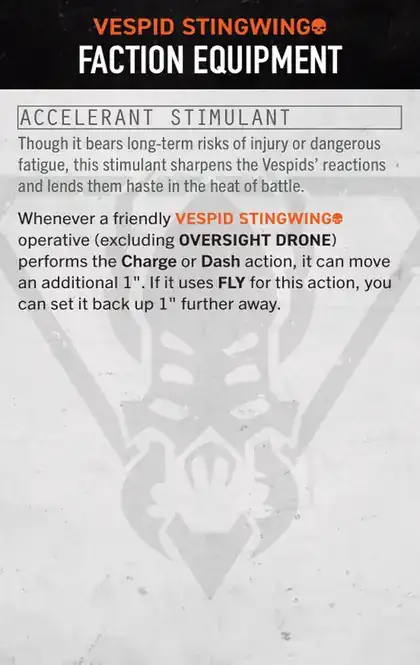 VESPID STINGWING
FACTION EQUIPMENT
ACCELERANT STIMULANT
Though it bears long-term risks of injury or dangerous
fatigue, this stimulant sharpens the Vespids’ reactions
and lends them haste in the heat of battle.
Whenever a friendly VESPID STINGWING
operative (excluding OVERSIGHT DRONE)
performs the Charge or Dash action, it can move
an additional 1". If it uses FLY for this action, you
can set it back up 1" further away.